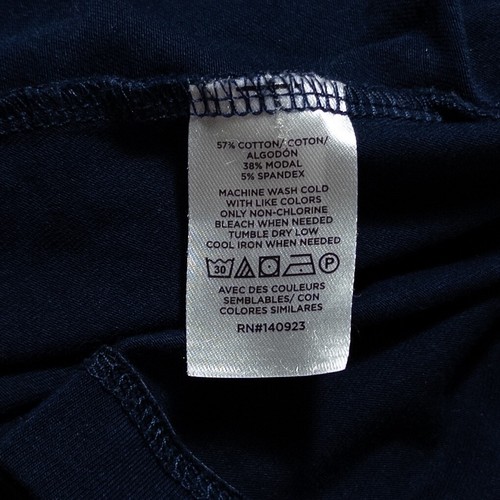 57% COTTON/ COTON/
ALGODÓN
38% MODAL
5% SPANDEX
MACHINE WASH COLD
WITH LIKE COLORS
ONLY NON-CHLORINE
BLEACH WHEN NEEDED
TUMBLE DRY LOW
COOL IRON WHEN NEEDED
30 P
AVEC DES COULEURS
SEMBLABLES/ CON
COLORES SIMILARES
RN#140923